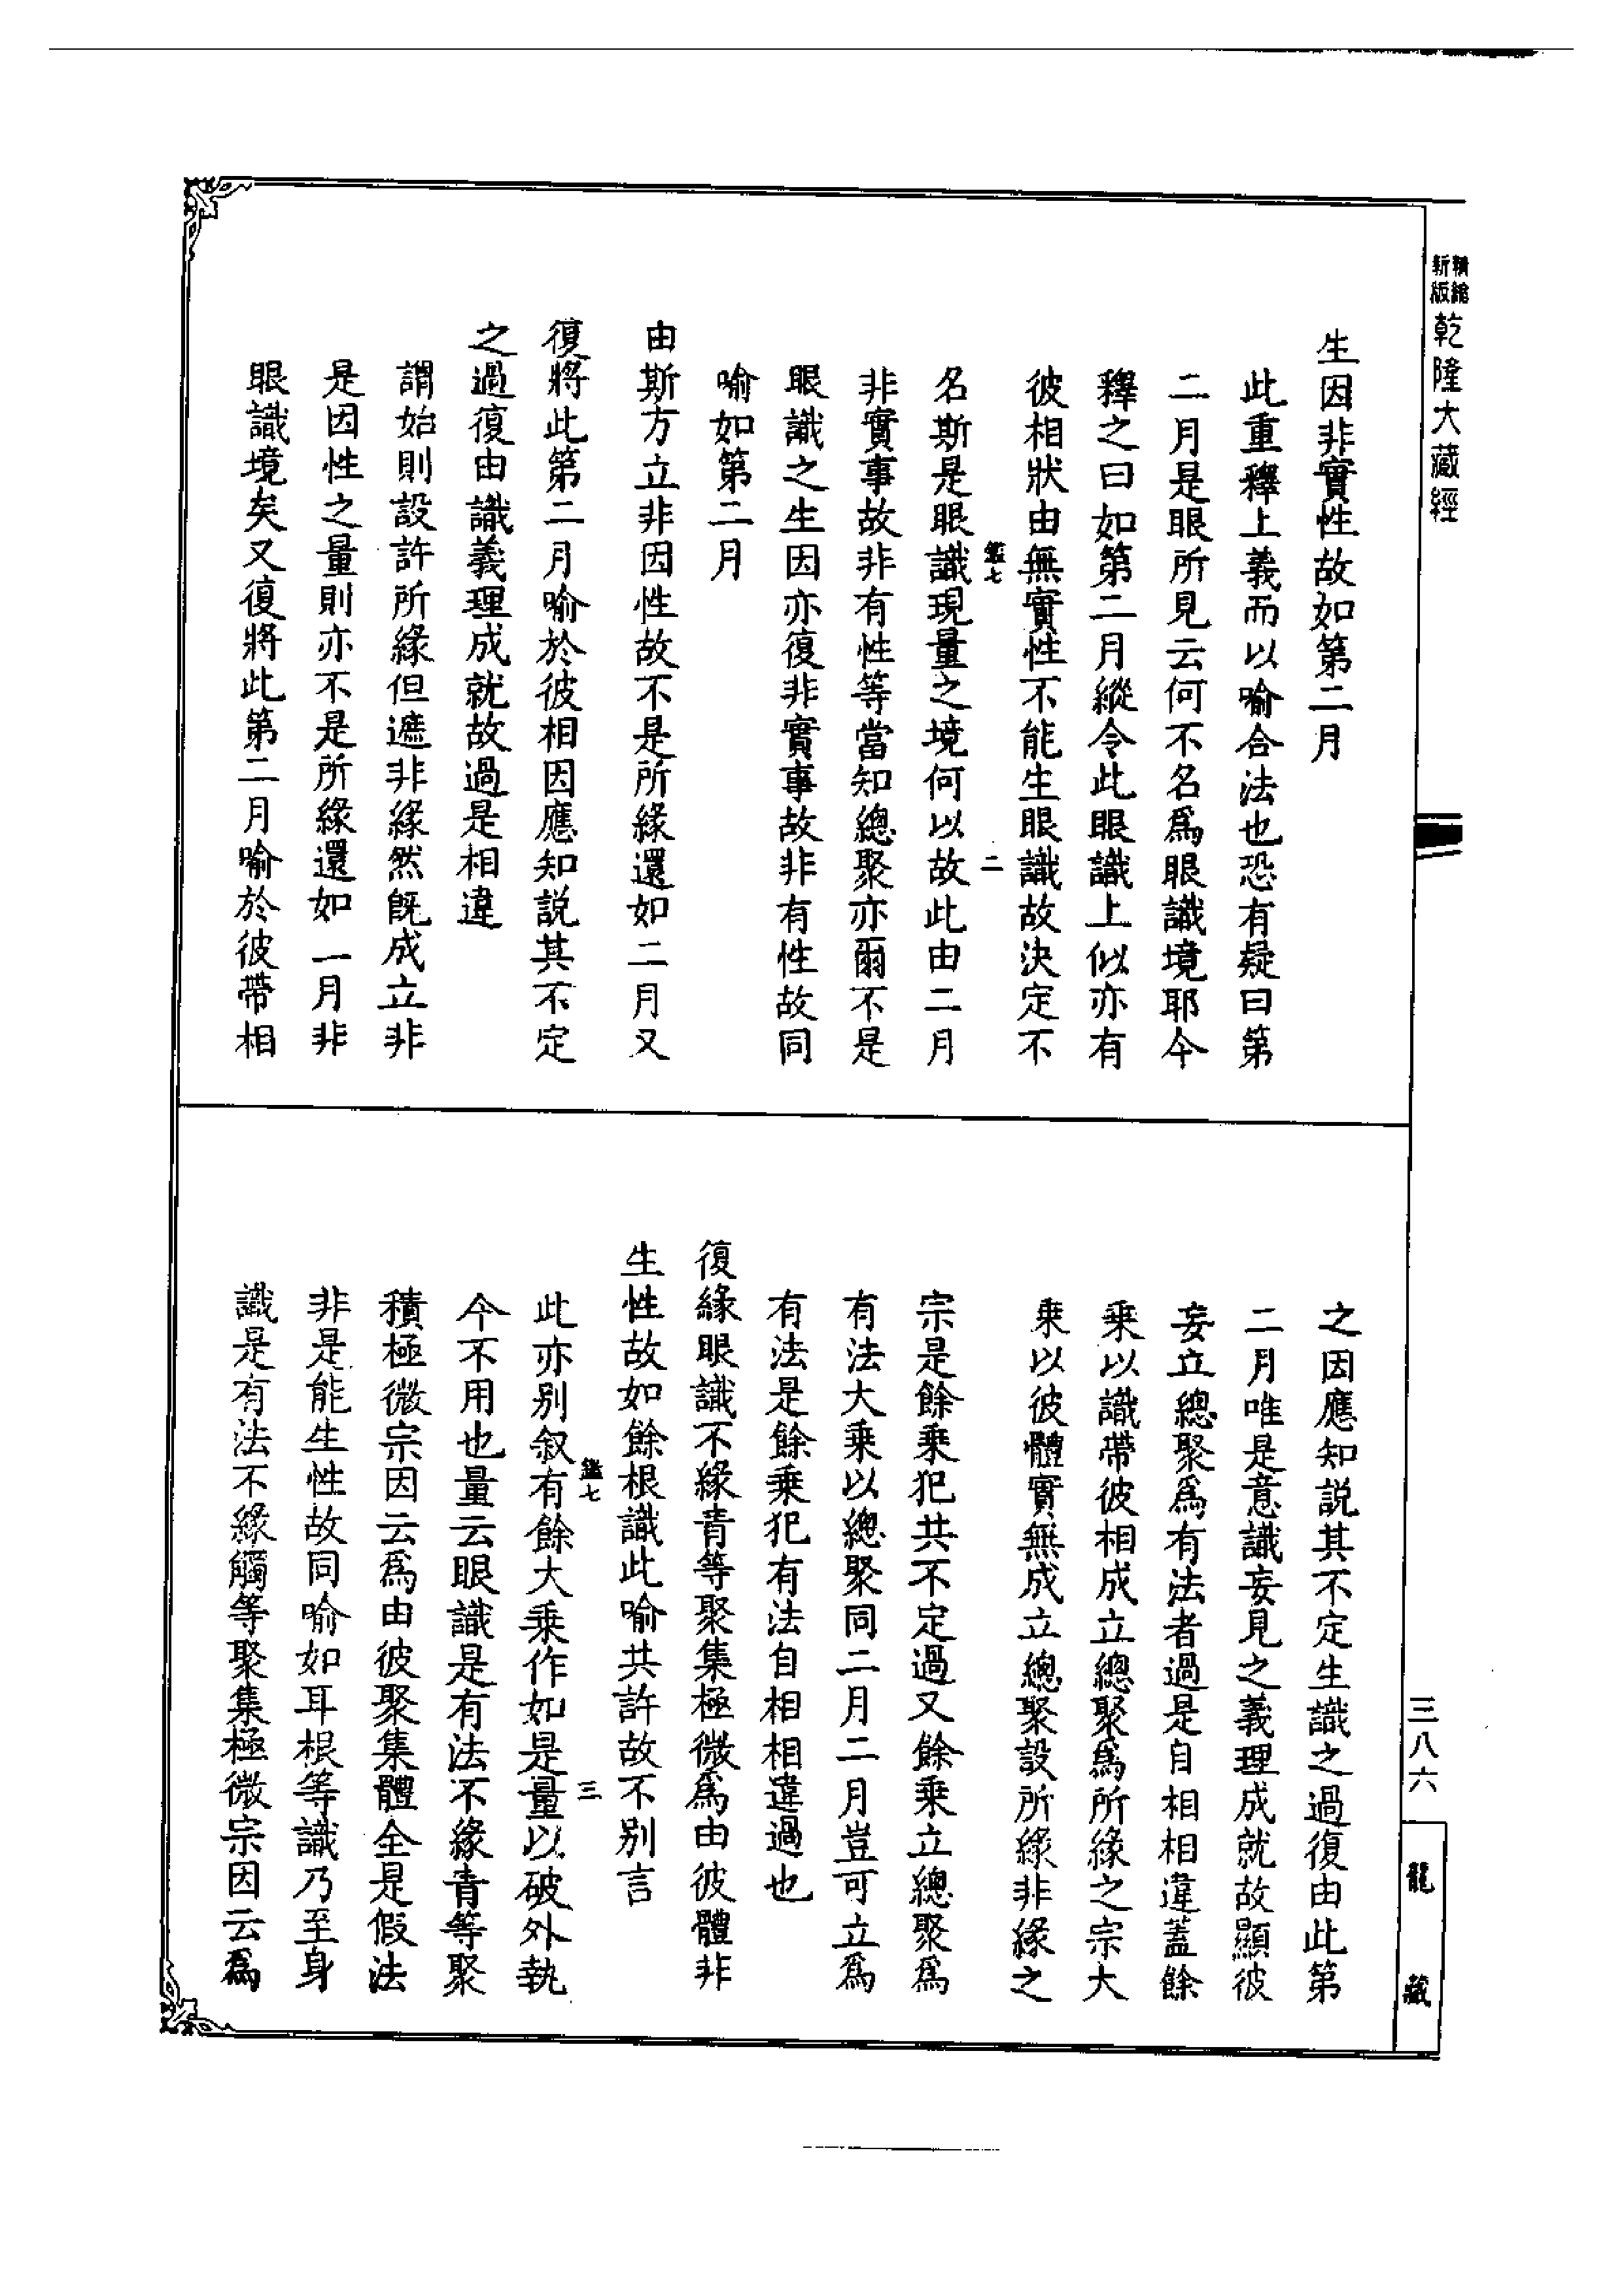 精縮
新版
乾隆大藏經
生因非實性故如第二月
此重釋上義而以喻合法也恐有疑曰第
二月是眼所見云何不名爲眼識境耶今
釋之曰如第二月縱令此眼識上似亦有
彼相狀由無實性不能生眼識故決定不
鑑七
二
名斯是眼識現量之境何以故此由二月
非實事故非有性等當知總聚亦爾不是
眼識之生因亦復非實事故非有性故同
喻如第二月
由斯方立非因性故不是所緣還如二月又
復將此第二月喻於彼相因應知説其不定
之過復由識義理成就故過是相違
謂始則設許所緣但遮非緣然旣成立非
是因性之量則亦不是所緣還如一月非
眼識境矣又復將此第二月喻於彼帶相
之因應知説其不定生識之過復由此第
二月唯是意識妄見之義理成就故顯彼
妄立總聚爲有法者過是自相相違蓋餘
乘以識帶彼相成立總聚爲所緣之宗大
乘以彼體實無成立總聚設所緣非緣之
宗是餘乘犯共不定過又餘乘立總聚爲
有法大乘以總聚同二月二月豈可立爲
有法是餘乘犯有法自相相違過也
復緣眼識不緣青等聚集極微爲由彼體非
生性故如餘根識此喻共許故不别言
鑑七
三
此亦别叙有餘大乘作如是量以破外執
今不用也量云眼識是有法不緣青等聚
積極微宗因云爲由彼聚集體全是假法
非是能生性故同喻如耳根等識乃至身
識是有法不緣觸等聚集極微宗因云爲
三八六
龍藏